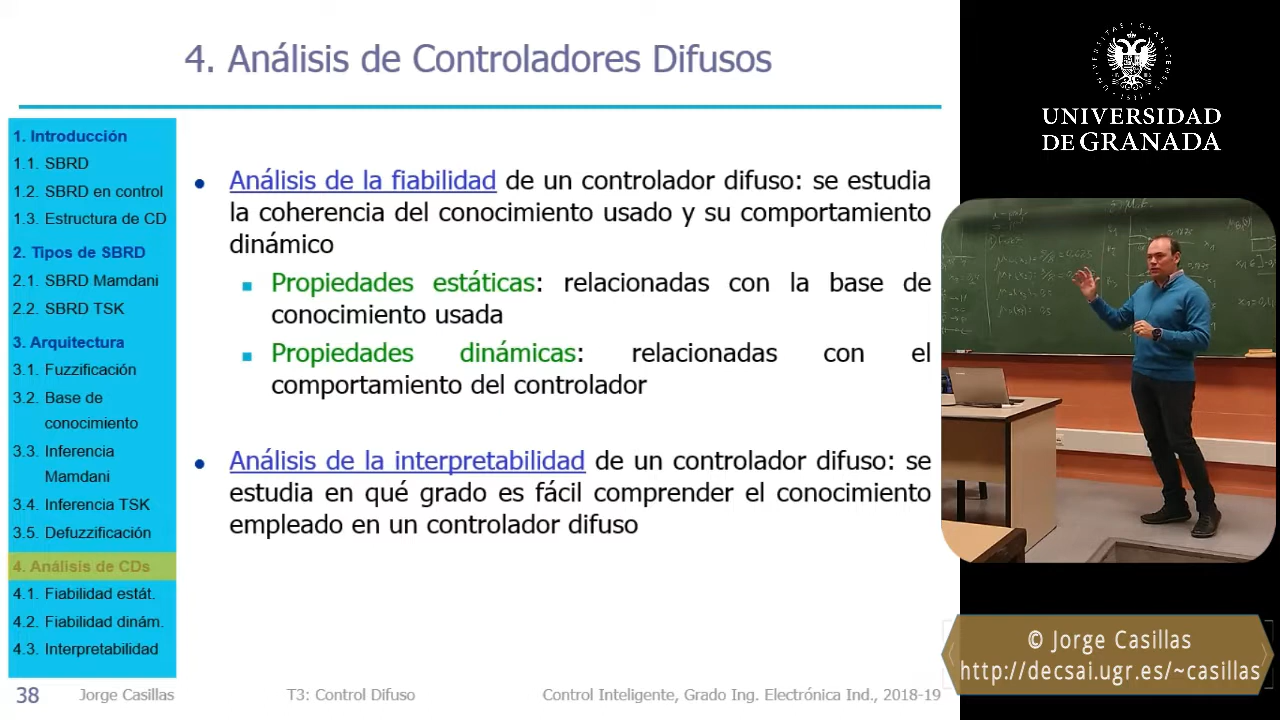 4. Análisis de Controladores Difusos
1. Introducción
1.1. SBRD
1.2. SBRD en control
1.3. Estructura de CD
2. Tipos de SBRD
2.1. SBRD Mamdani
2.2. SBRD TSK
3. Arquitectura
3.1. Fuzzificación
3.2. Base de
conocimiento
3.3. Inferencia
Mamdani
3.4. Inferencia TSK
3.5. Defuzzificación
4. Análisis de CDs
4.1. Fiabilidad estát.
4.2. Fiabilidad dinám.
4.3. Interpretabilidad
• Análisis de la fiabilidad de un controlador difuso: se estudia
la coherencia del conocimiento usado y su comportamiento
dinámico
▪ Propiedades estáticas: relacionadas con la base de
conocimiento usada
▪ Propiedades dinámicas: relacionadas con el
comportamiento del controlador
• Análisis de la interpretabilidad de un controlador difuso: se
estudia en qué grado es fácil comprender el conocimiento
empleado en un controlador difuso
38 Jorge Casillas T3: Control Difuso Control Inteligente, Grado Ing. Electrónica Ind., 2018-19
UNIVERSIDAD
DE GRANADA
© Jorge Casillas
http://decsai.ugr.es/~casillas